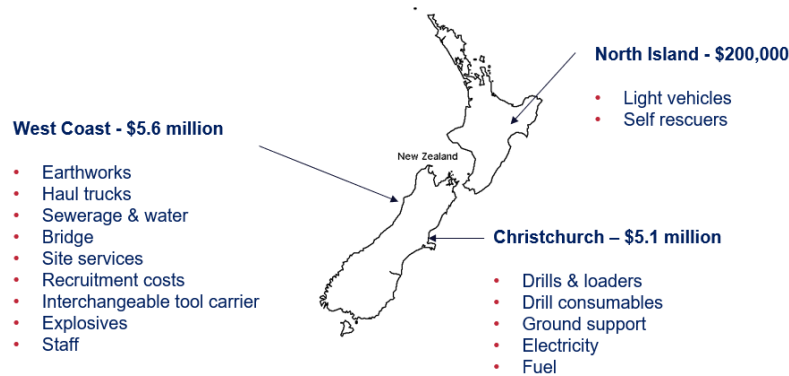 North Island - $200,000
• Light vehicles
• Self rescuers
West Coast - $5.6 million
• Earthworks
• Haul trucks
• Sewerage & water
• Bridge
• Site services
• Recruitment costs
• Interchangeable tool carrier
• Explosives
• Staff
New Zealand
Christchurch – $5.1 million
• Drills & loaders
• Drill consumables
• Ground support
• Electricity
• Fuel